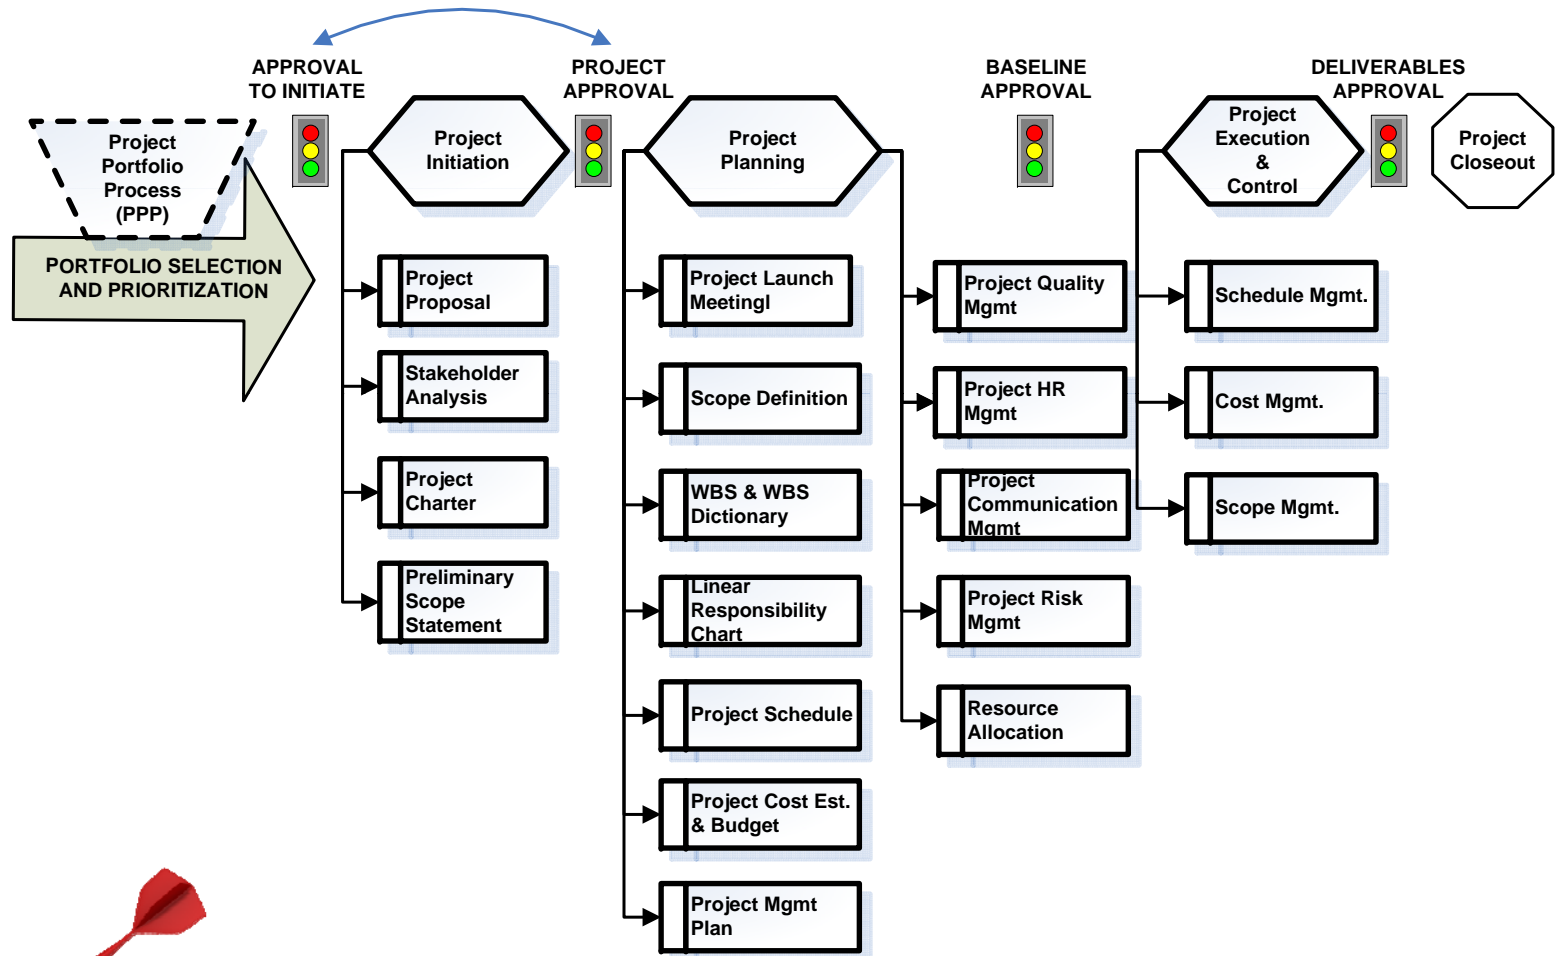 APPROVAL
TO INITIATE
PROJECT
APPROVAL
BASELINE
APPROVAL
DELIVERABLES
APPROVAL
Project
Portfolio
Process
(PPP)
PORTFOLIO SELECTION
AND PRIORITIZATION
Project
Initiation
Project
Proposal
Stakeholder
Analysis
Project
Charter
Preliminary
Scope
Statement
Project
Planning
Project Launch
Meetingl
Scope Definition
WBS & WBS
Dictionary
Linear
Responsibility
Chart
Project Schedule
Project Cost Est.
& Budget
Project Mgmt
Plan
Project Quality
Mgmt
Project HR
Mgmt
Project
Communication
Mgmt
Project Risk
Mgmt
Resource
Allocation
Project
Execution
&
Control
Schedule Mgmt.
Cost Mgmt.
Scope Mgmt.
Project
Closeout